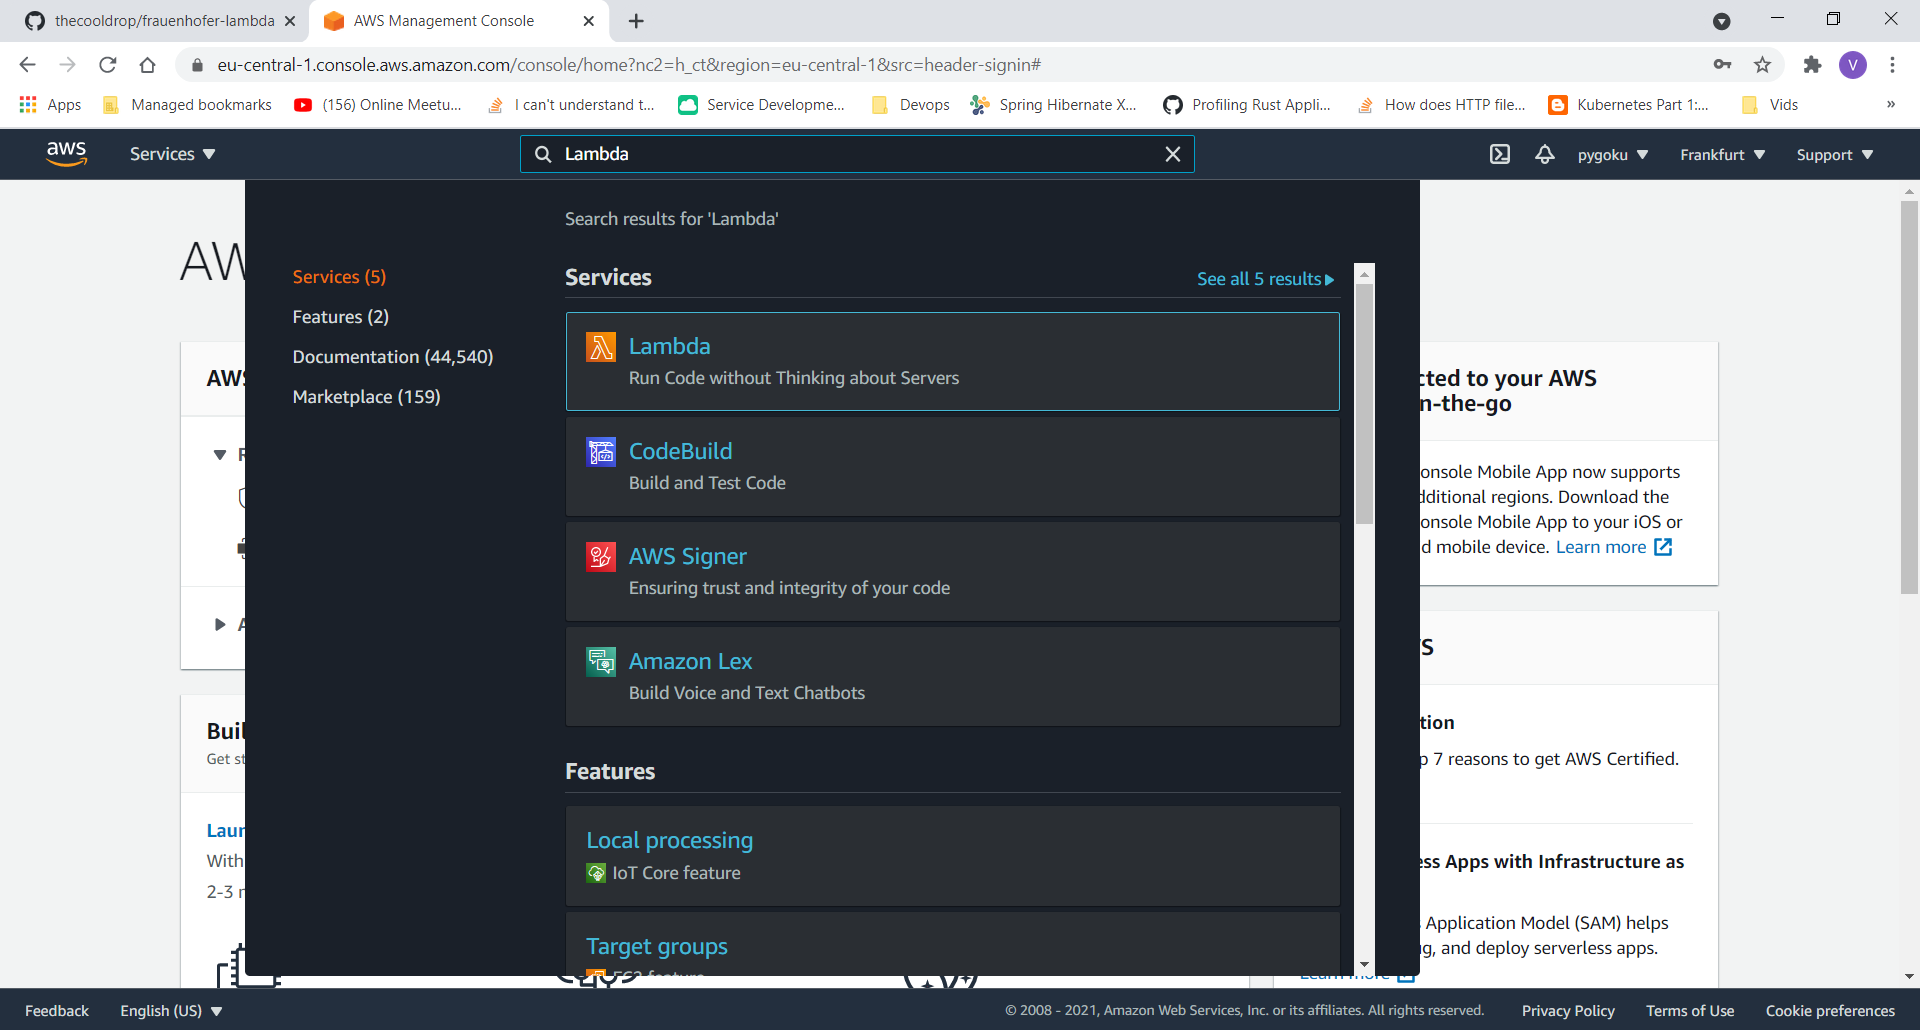 thecooldrop/frauenhofer-lambda
AWS Management Console
eu-central-1.console.aws.amazon.com/console/home?nc2=h_ct&region=eu-central-1&src=header-signin#
V
Apps
Managed bookmarks
(156) Online Meetu...
I can't understand t...
Service Developme...
Devops
Spring Hibernate X...
Profiling Rust Appli...
How does HTTP file...
Kubernetes Part 1:...
Vids
»
aws
Services
Lambda
pygoku
Frankfurt
Support
Search results for 'Lambda'
Services (5)
Features (2)
Documentation (44,540)
Marketplace (159)
Services
See all 5 results
Lambda
Run Code without Thinking about Servers
CodeBuild
Build and Test Code
AWS Signer
Ensuring trust and integrity of your code
Amazon Lex
Build Voice and Text Chatbots
Features
Local processing
IoT Core feature
Target groups
EC2 feature
AW
AWS
Buil
Get st
Laun
With
2-3 r
cted to your AWS
n-the-go
onsole Mobile App now supports
dditional regions. Download the
onsole Mobile App to your iOS or
d mobile device. Learn more
S
tion
p 7 reasons to get AWS Certified.
ess Apps with Infrastructure as
Application Model (SAM) helps
g, and deploy serverless apps.
Learn more
Feedback
English (US)
© 2008 - 2021, Amazon Web Services, Inc. or its affiliates. All rights reserved.
Privacy Policy
Terms of Use
Cookie preferences